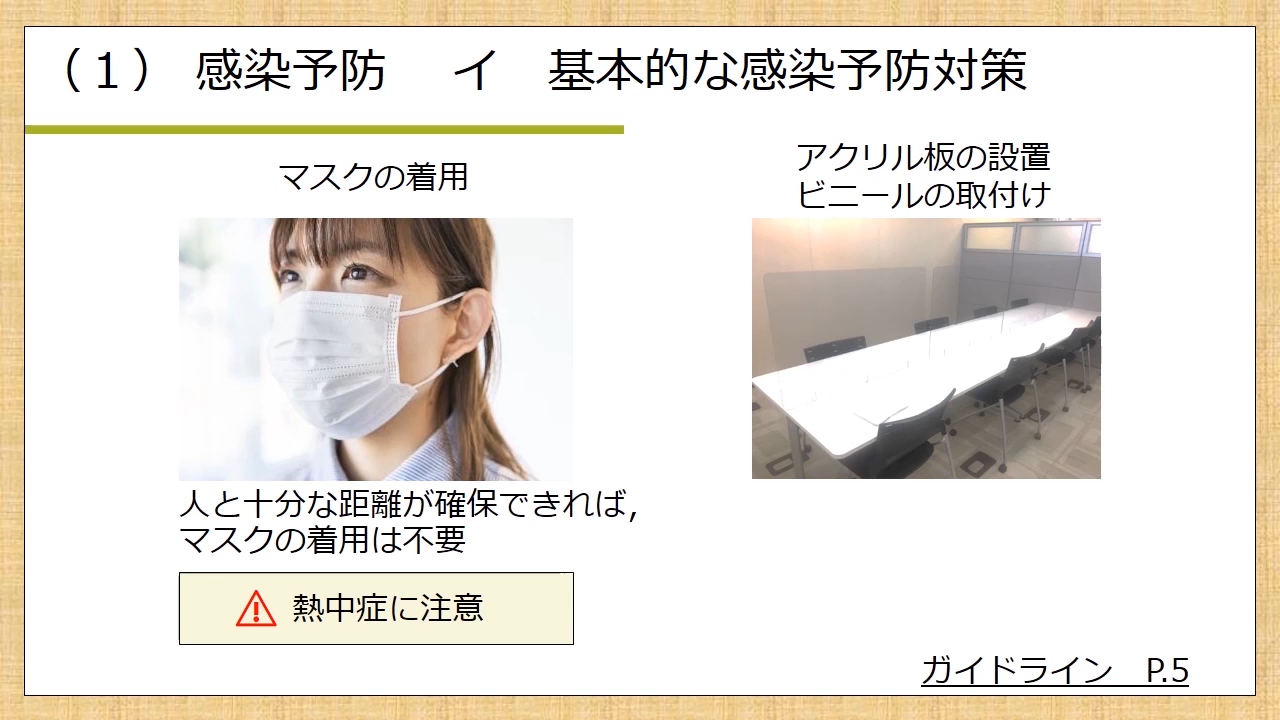 （１） 感染予防　イ　基本的な感染予防対策
マスクの着用
人と十分な距離が確保できれば,
マスクの着用は不要
熱中症に注意
アクリル板の設置
ビニールの取付け
ガイドライン　P.5